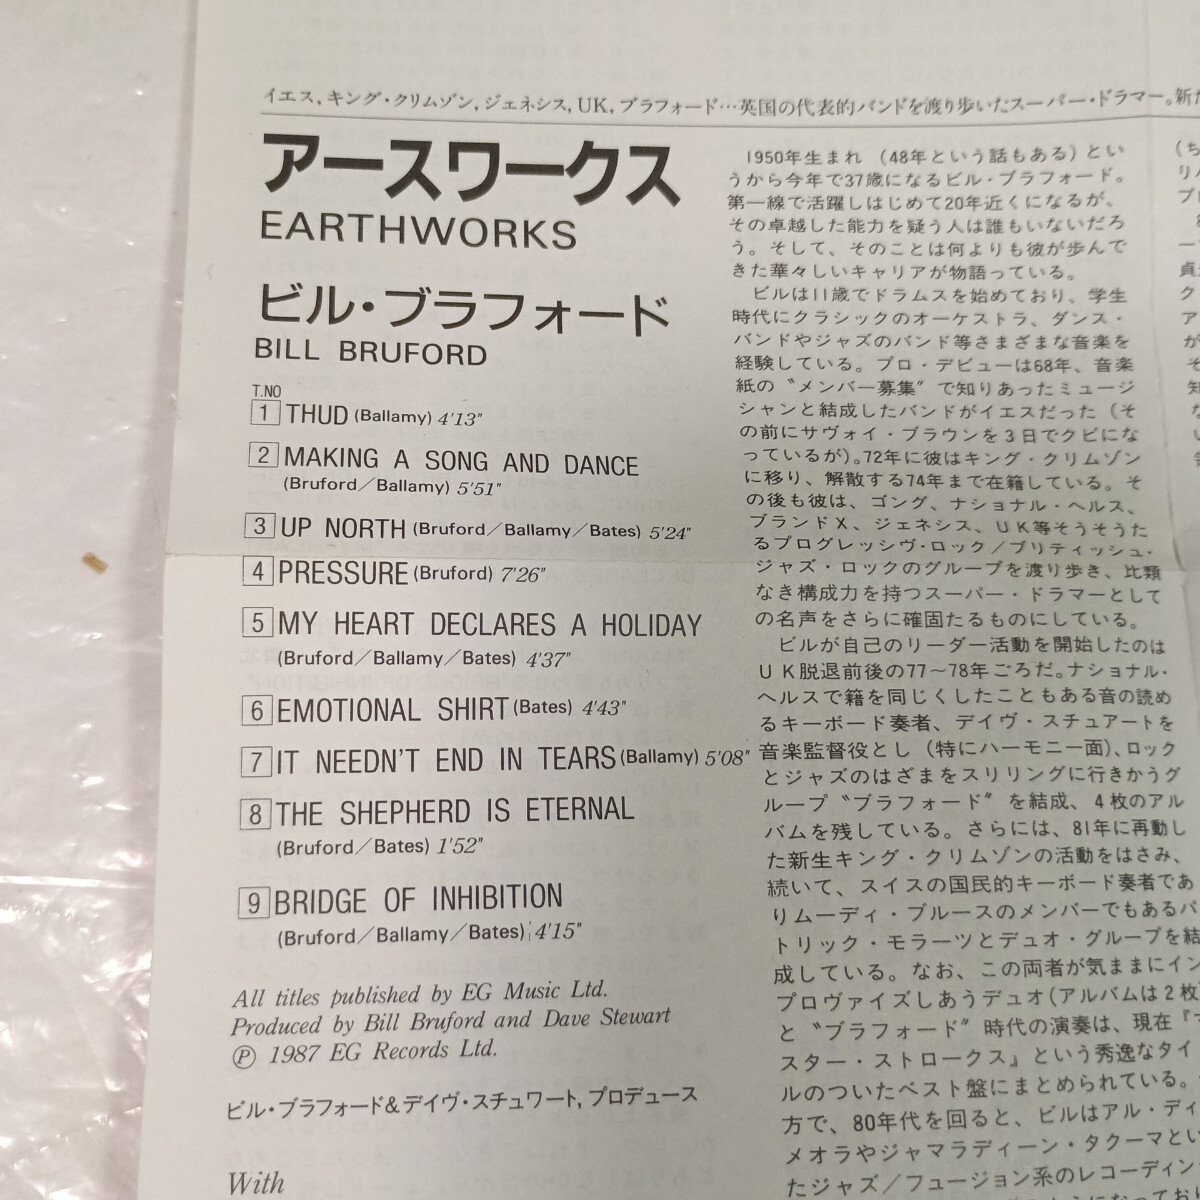 イエス, キング・クリムゾン, ジェネシス, UK, ブラフォード…英国の代表的バンドを渡り歩いたスーパー・ドラマー。新た
アースワークス
EARTHWORKS
ビル・ブラフォード
BILL BRUFORD
T.NO
1 THUD (Ballamy) 4'13"
2 MAKING A SONG AND DANCE
(Bruford／Ballamy) 5'51"
3 UP NORTH (Bruford／Ballamy／Bates) 5'24"
4 PRESSURE (Bruford) 7'26"
5 MY HEART DECLARES A HOLIDAY
(Bruford／Ballamy／Bates) 4'37"
6 EMOTIONAL SHIRT (Bates) 4'43"
7 IT NEEDN'T END IN TEARS (Ballamy) 5'08"
8 THE SHEPHERD IS ETERNAL
(Bruford／Bates) 1'52"
9 BRIDGE OF INHIBITION
(Bruford／Ballamy／Bates) 4'15"
All titles published by EG Music Ltd.
Produced by Bill Bruford and Dave Stewart
Ⓟ 1987 EG Records Ltd.
ビル・ブラフォード&デイヴ・スチュワート, プロデュース
With
1950年生まれ（48年という話もある）とい
うから今年で37歳になるビル・ブラフォード。
第一線で活躍しはじめて20年近くになるが、
その卓越した能力を疑う人は誰もいないだろ
う。そして、そのことは何よりも彼が歩んで
きた華々しいキャリアが物語っている。
ビルは11歳でドラムスを始めており、学生
時代にクラシックのオーケストラ、ダンス・
バンドやジャズのバンド等さまざまな音楽を
経験している。プロ・デビューは68年、音楽
紙の〝メンバー募集〟で知りあったミュージ
シャンと結成したバンドがイエスだった（そ
の前にサヴォイ・ブラウンを３日でクビにな
っているが）。72年に彼はキング・クリムゾン
に移り、解散する74年まで在籍している。そ
の後も彼は、ゴング、ナショナル・ヘルス、
ブランドＸ、ジェネシス、ＵＫ等そうそうた
るプログレッシヴ・ロック／ブリティッシュ・
ジャズ・ロックのグループを渡り歩き、比類
なき構成力を持つスーパー・ドラマーとして
の名声をさらに確固たるものにしている。
ビルが自己のリーダー活動を開始したのは
ＵＫ脱退前後の77～78年ごろだ。ナショナル・
ヘルスで籍を同じくしたこともある音の読め
るキーボード奏者、デイヴ・スチュアートを
音楽監督役とし（特にハーモニー面）、ロック
とジャズのはざまをスリリングに行きかうグ
ループ〝ブラフォード〟を結成、４枚のアル
バムを残している。さらには、81年に再動し
た新生キング・クリムゾンの活動をはさみ、
続いて、スイスの国民的キーボード奏者であ
りムーディ・ブルースのメンバーでもあるパ
トリック・モラーツとデュオ・グループを結
成している。なお、この両者が気ままにイン
プロヴァイズしあうデュオ(アルバムは２枚)
と〝ブラフォード〟時代の演奏は、現在『マ
スター・ストロークス』という秀逸なタイ
ルのついたベスト盤にまとめられている。
方で、80年代を回ると、ビルはアル・ディ
メオラやジャマラディーン・タクーマとい
たジャズ／フュージョン系のレコーディン